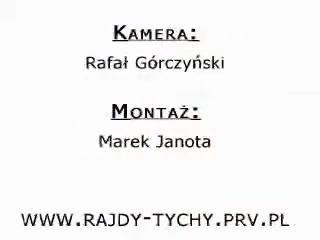 KAMERA:
Rafał Górczyński
MONTAŻ:
Marek Janota
WWW.RAJDY-TYCHY.PRV.PL